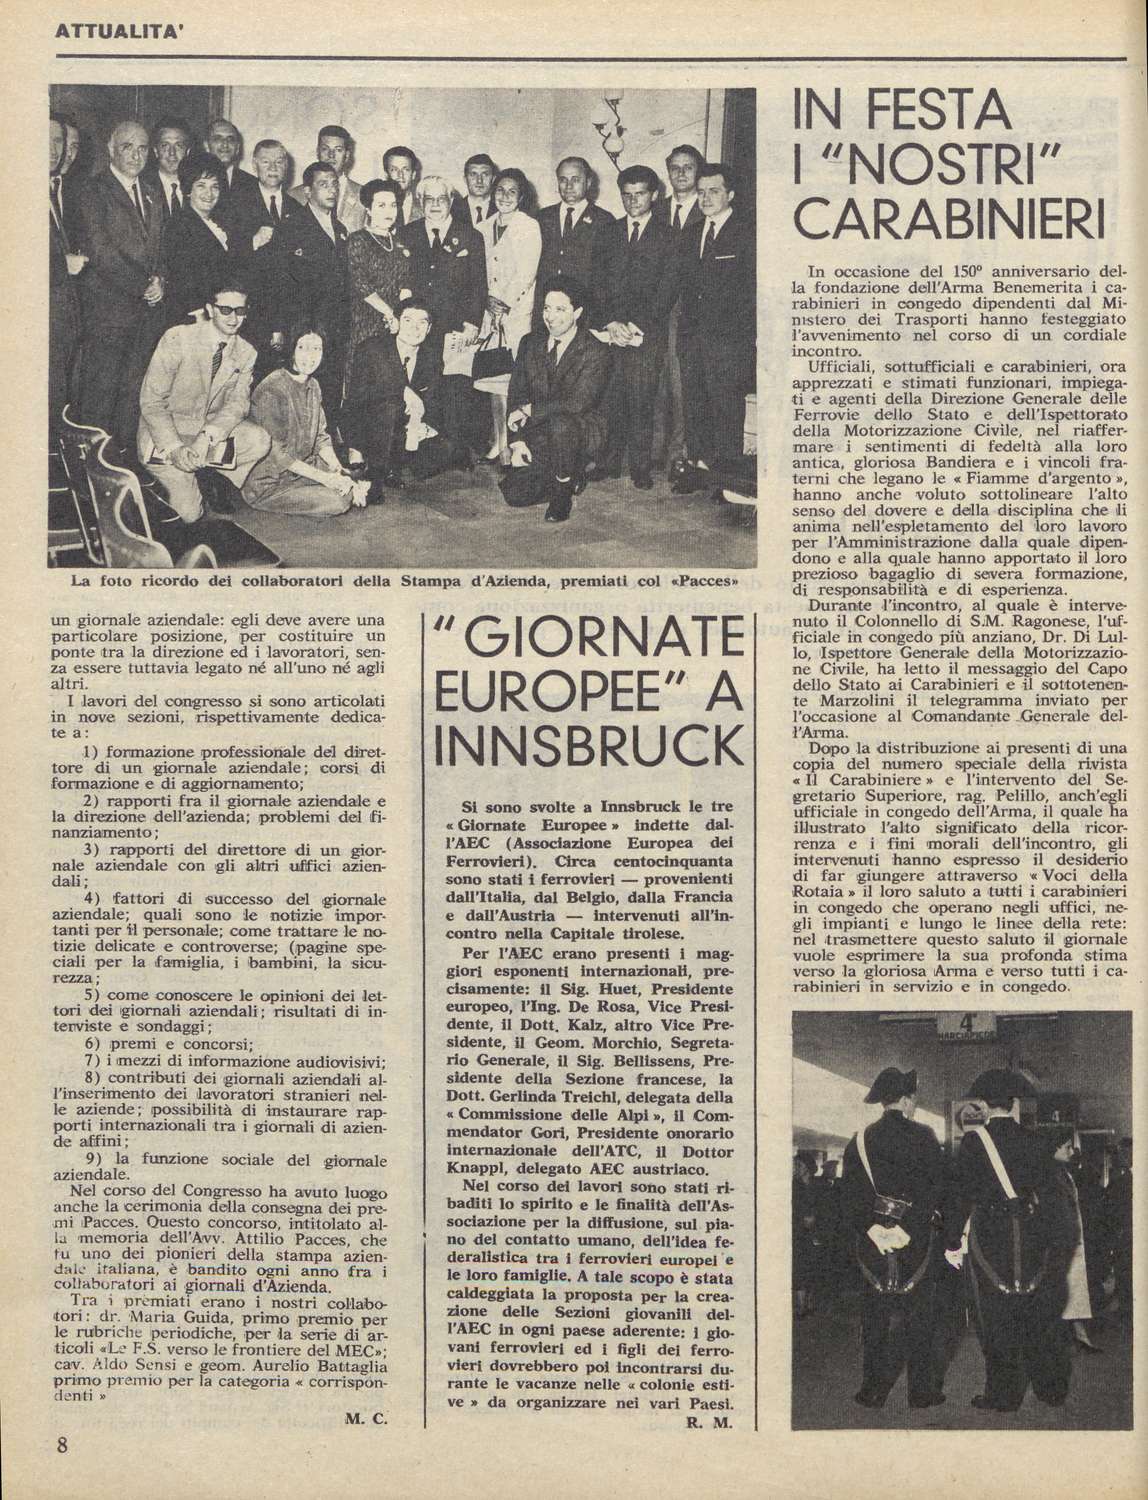 ATTUALITA'
La foto ricordo dei collaboratori della Stampa d'Azienda, premiati col «Pacces»
un giornale aziendale: egli deve avere una
particolare posizione, per costituire un
ponte tra la direzione ed i lavoratori, sen-
za essere tuttavia legato né all'uno né agli
altri.
I lavori del congresso si sono articolati
in nove sezioni, rispettivamente dedica-
te a:
1) formazione professionale del diret-
tore di un giornale aziendale; corsi di
formazione e di aggiornamento;
2) rapporti fra il giornale aziendale e
la direzione dell'azienda; problemi del fi-
nanziamento;
3) rapporti del direttore di un gior-
nale aziendale con gli altri uffici azien-
dali;
4) fattori di successo del giornale
aziendale; quali sono le notizie impor-
tanti per il personale; come trattare le no-
tizie delicate e controverse; (pagine spe-
ciali per la famiglia, i bambini, la sicu-
rezza;
5) come conoscere le opinioni dei let-
tori dei giornali aziendali; risultati di in-
terviste e sondaggi;
6) premi e concorsi;
7) i mezzi di informazione audiovisivi;
8) contributi dei giornali aziendali al-
l'inserimento dei lavoratori stranieri nel-
le aziende; possibilità di instaurare rap-
porti internazionali tra i giornali di azien-
de affini;
9) la funzione sociale del giornale
aziendale.
Nel corso del Congresso ha avuto luogo
anche la cerimonia della consegna dei pre-
mi Pacces. Questo concorso, intitolato al-
la memoria dell'Avv. Attilio Pacces, che
fu uno dei pionieri della stampa azien-
dale italiana, è bandito ogni anno fra i
collaboratori ai giornali d'Azienda.
Tra i premiati erano i nostri collabo-
tori: dr. Maria Guida, primo premio per
le rubriche periodiche, per la serie di ar-
ticoli «Le F.S. verso le frontiere del MEC»;
cav. Aldo Sensi e geom. Aurelio Battaglia
primo premio per la categoria « corrispon-
denti »
M. C.
8
"GIORNATE
EUROPEE" A
INNSBRUCK
Si sono svolte a Innsbruck le tre
« Giornate Europee » indette dal-
l'AEC (Associazione Europea dei
Ferrovieri). Circa centocinquanta
sono stati i ferrovieri — provenienti
dall'Italia, dal Belgio, dalla Francia
e dall'Austria — intervenuti all'in-
contro nella Capitale tirolese.
Per l'AEC erano presenti i mag-
giori esponenti internazionali, pre-
cisamente: il Sig. Huet, Presidente
europeo, l'Ing. De Rosa, Vice Presi-
dente, il Dott. Kalz, altro Vice Pre-
sidente, il Geom. Morchio, Segreta-
rio Generale, il Sig. Bellissens, Pre-
sidente della Sezione francese, la
Dott. Gerlinda Treichl, delegata della
« Commissione delle Alpi », il Com-
mendator Gori, Presidente onorario
internazionale dell'ATC, il Dottor
Knappl, delegato AEC austriaco.
Nel corso dei lavori sono stati ri-
baditi lo spirito e le finalità dell'As-
sociazione per la diffusione, sul pia-
no del contatto umano, dell'idea fe-
deralistica tra i ferrovieri europei e
le loro famiglie. A tale scopo è stata
caldeggiata la proposta per la crea-
zione delle Sezioni giovanili del-
l'AEC in ogni paese aderente: i gio-
vani ferrovieri ed i figli dei ferro-
vieri dovrebbero poi incontrarsi du-
rante le vacanze nelle « colonie esti-
ve » da organizzare nei vari Paesi.
R. M.
IN FESTA
I "NOSTRI"
CARABINIERI
In occasione del 150° anniversario del-
la fondazione dell'Arma Benemerita i ca-
rabinieri in congedo dipendenti dal Mi-
nistero dei Trasporti hanno festeggiato
l'avvenimento nel corso di un cordiale
incontro.
Ufficiali, sottufficiali e carabinieri, ora
apprezzati e stimati funzionari, impiega-
ti e agenti della Direzione Generale delle
Ferrovie dello Stato e dell'Ispettorato
della Motorizzazione Civile, nel riaffer-
mare i sentimenti di fedeltà alla loro
antica, gloriosa Bandiera e i vincoli fra-
terni che legano le « Fiamme d'argento »,
hanno anche voluto sottolineare l'alto
senso del dovere e della disciplina che li
anima nell'espletamento del loro lavoro
per l'Amministrazione dalla quale dipen-
dono e alla quale hanno apportato il loro
prezioso bagaglio di severa formazione,
di responsabilità e di esperienza.
Durante l'incontro, al quale è interve-
nuto il Colonnello di S.M. Ragonese, l'uf-
ficiale in congedo più anziano, Dr. Di Lul-
lo, Ispettore Generale della Motorizzazio-
ne Civile, ha letto il messaggio del Capo
dello Stato ai Carabinieri e il sottotenen-
te Marzolini il telegramma inviato per
l'occasione al Comandante Generale del-
l'Arma.
Dopo la distribuzione ai presenti di una
copia del numero speciale della rivista
« Il Carabiniere » e l'intervento del Se-
gretario Superiore, rag. Pelillo, anch'egli
ufficiale in congedo dell'Arma, il quale ha
illustrato l'alto significato della ricor-
renza e i fini morali dell'incontro, gli
intervenuti hanno espresso il desiderio
di far giungere attraverso « Voci della
Rotaia » il loro saluto a tutti i carabinieri
in congedo che operano negli uffici, ne-
gli impianti e lungo le linee della rete:
nel trasmettere questo saluto il giornale
vuole esprimere la sua profonda stima
verso la gloriosa Arma e verso tutti i ca-
rabinieri in servizio e in congedo.
4°
MARCIAPIEDE
4